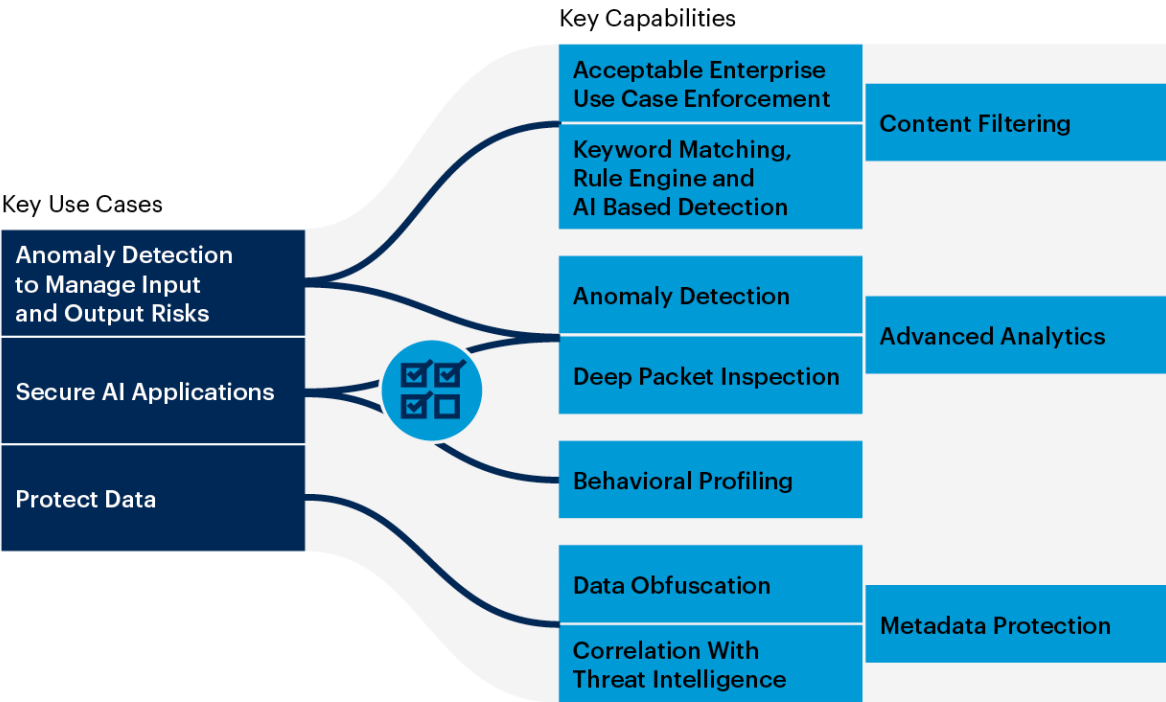 Key Capabilities
Acceptable Enterprise
Use Case Enforcement
Content Filtering
Keyword Matching,
Rule Engine and
AI Based Detection
Key Use Cases
Anomaly Detection
to Manage Input
and Output Risks
Secure AI Applications
Protect Data
Anomaly Detection
Advanced Analytics
Deep Packet Inspection
Behavioral Profiling
Data Obfuscation
Metadata Protection
Correlation With
Threat Intelligence